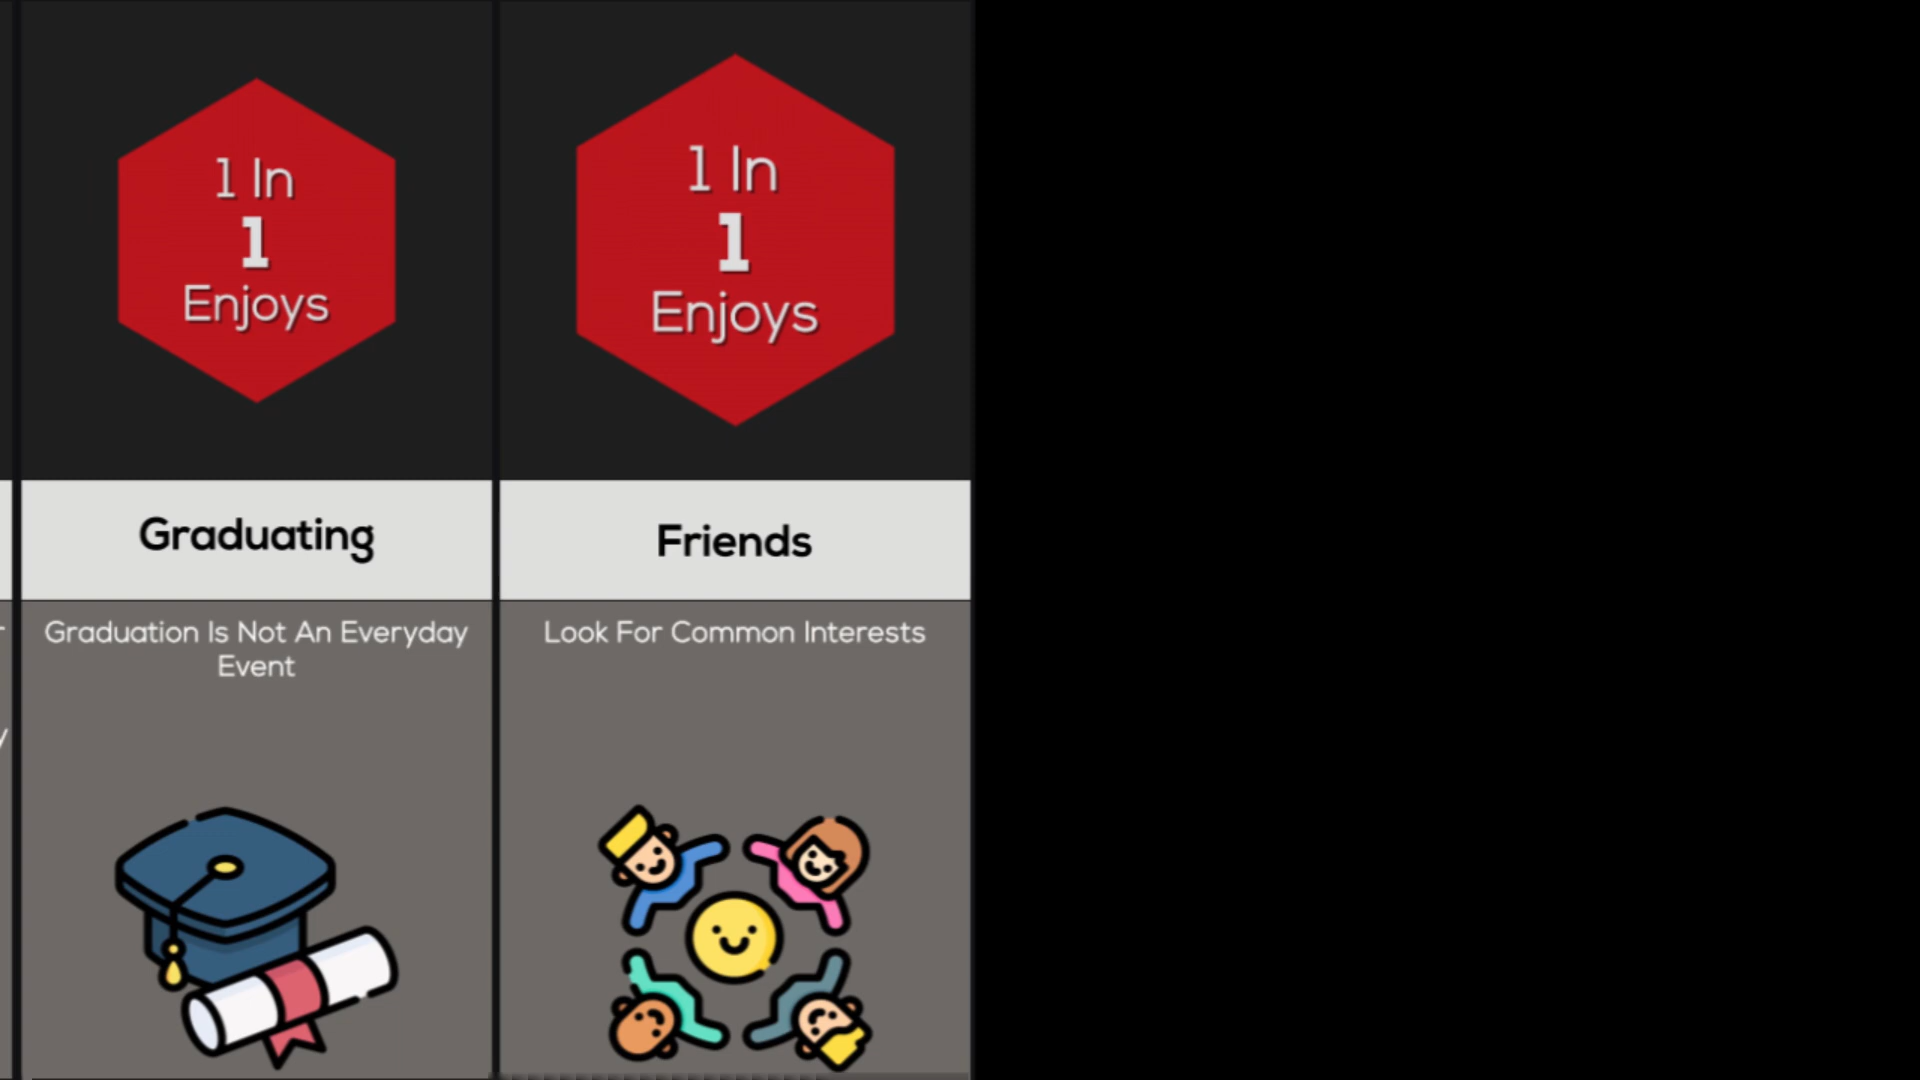 1 In
1
Enjoys
Graduating
Graduation Is Not An Everyday
Event
1 In
1
Enjoys
Friends
Look For Common Interests